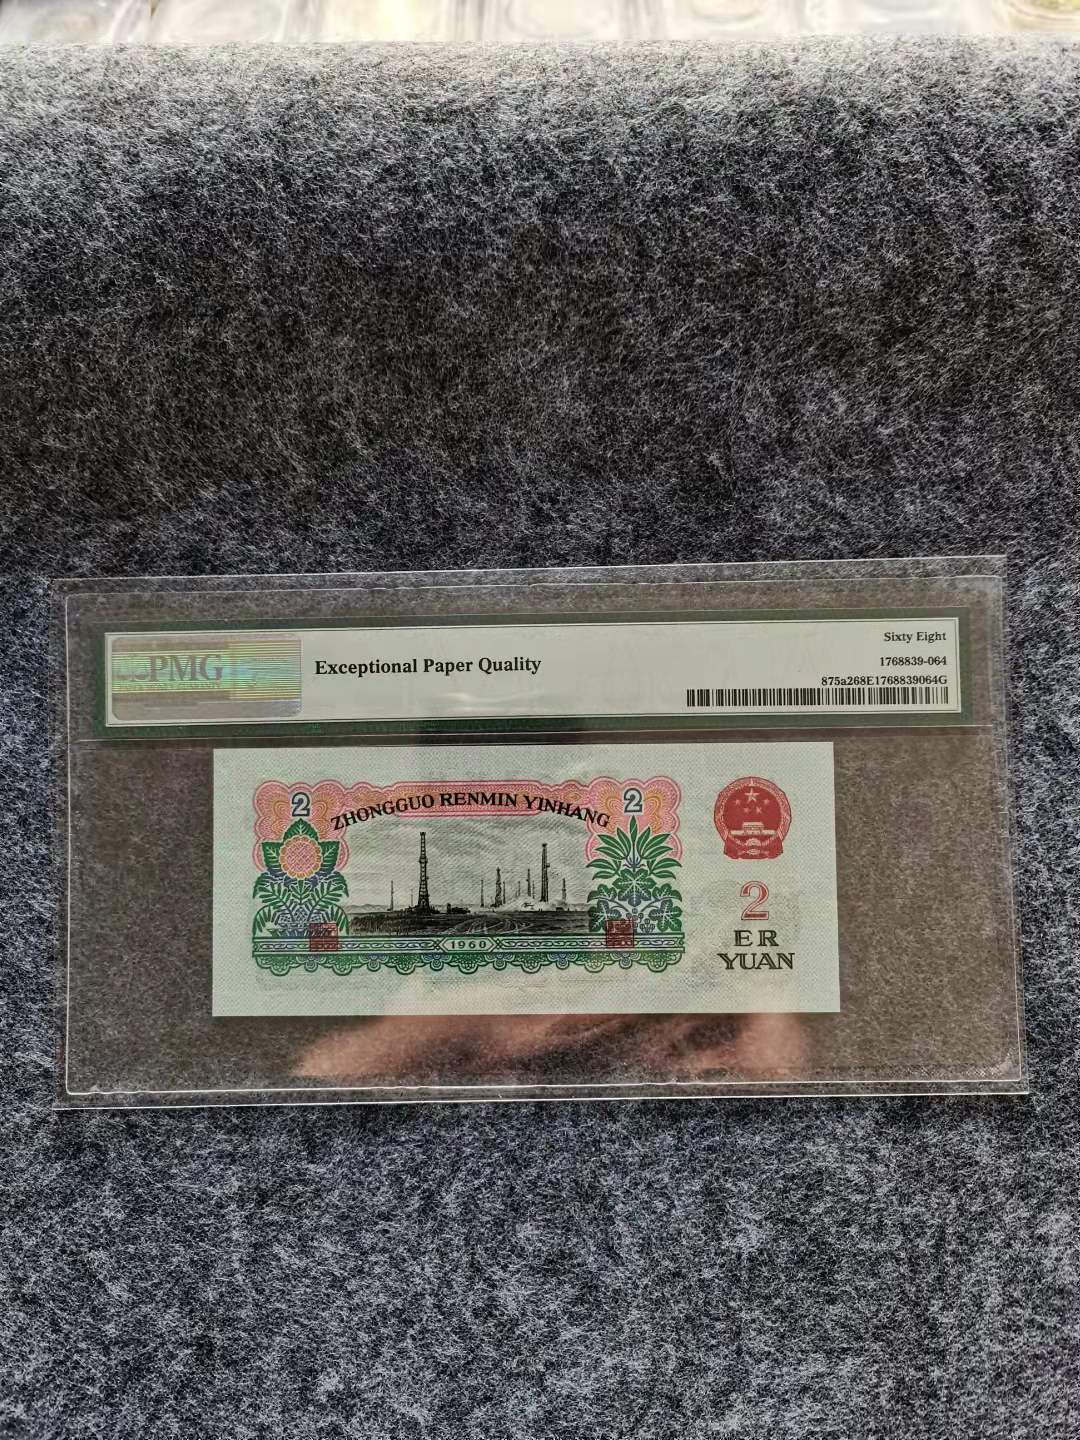 PMG
Exceptional Paper Quality
Sixty Eight
1768839-064
875a268E1768839064G
2
ZHONGGUO RENMIN YINHANG
2
1960
2
ER
YUAN